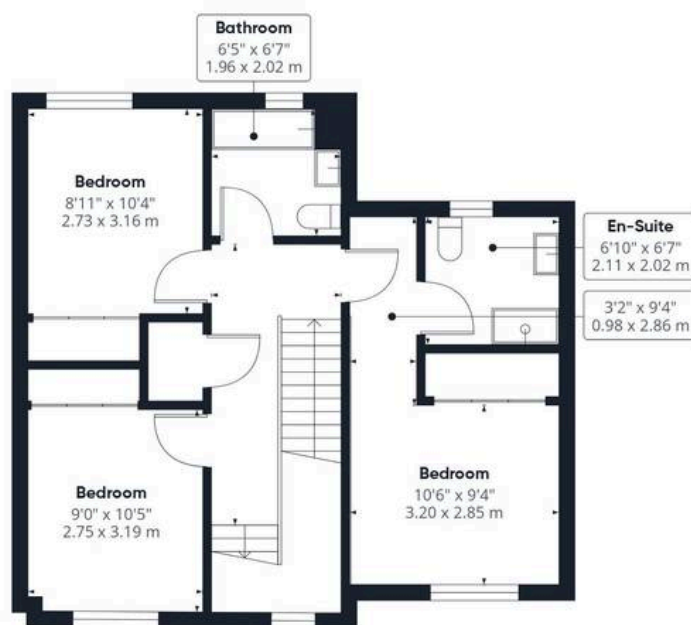 Bathroom
6'5" x 6'7"
1.96 x 2.02 m
Bedroom
8'11" x 10'4"
2.73 x 3.16 m
En-Suite
6'10" x 6'7"
2.11 x 2.02 m
3'2" x 9'4"
0.98 x 2.86 m
Bedroom
10'6" x 9'4"
3.20 x 2.85 m
Bedroom
9'0" x 10'5"
2.75 x 3.19 m